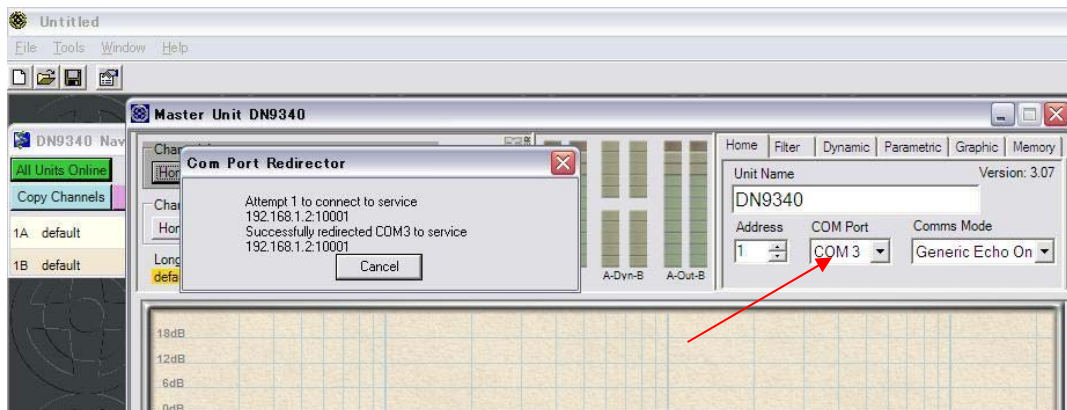 Untitled
File Tools Window Help
Master Unit DN9340
DN9340 Nav
All Units Online
Copy Channels
1A default
1B default
Com Port Redirector
Attempt 1 to connect to service
192.168.1.2:10001
Successfully redirected COM3 to service
192.168.1.2:10001
Cancel
A-Dyn-B A-Out-B
Home Filter Dynamic Parametric Graphic Memory
Unit Name Version: 3.07
DN9340
Address COM Port Comms Mode
1 COM 3 Generic Echo On
18dB
12dB
6dB
0dB